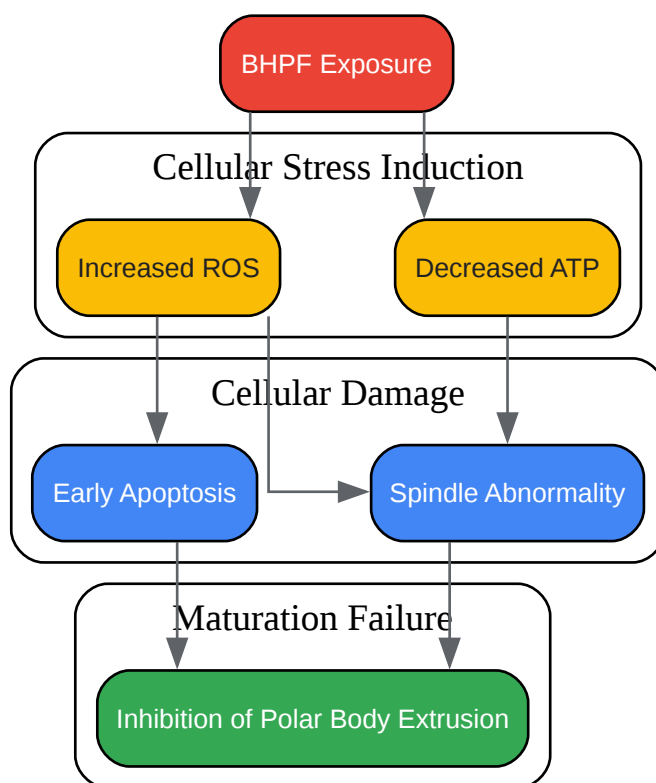 BHPF Exposure
Cellular Stress Induction
Increased ROS
Decreased ATP
Cellular Damage
Early Apoptosis
Spindle Abnormality
Maturation Failure
Inhibition of Polar Body Extrusion